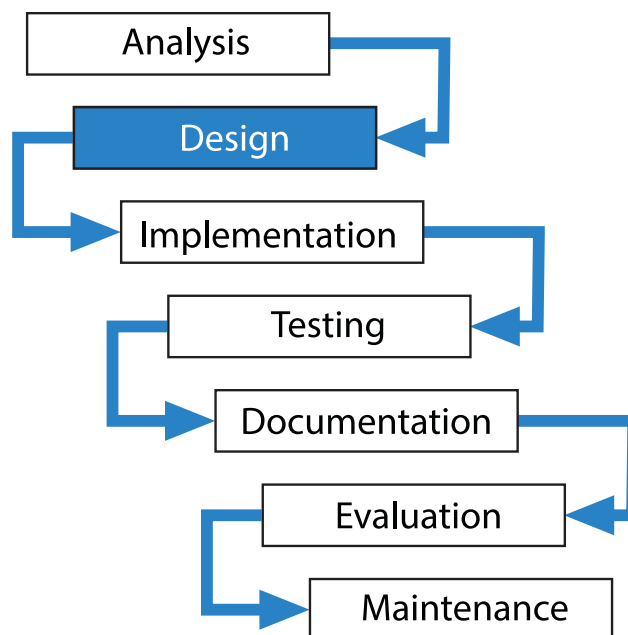 Analysis
Design
Implementation
Testing
Documentation
Evaluation
Maintenance